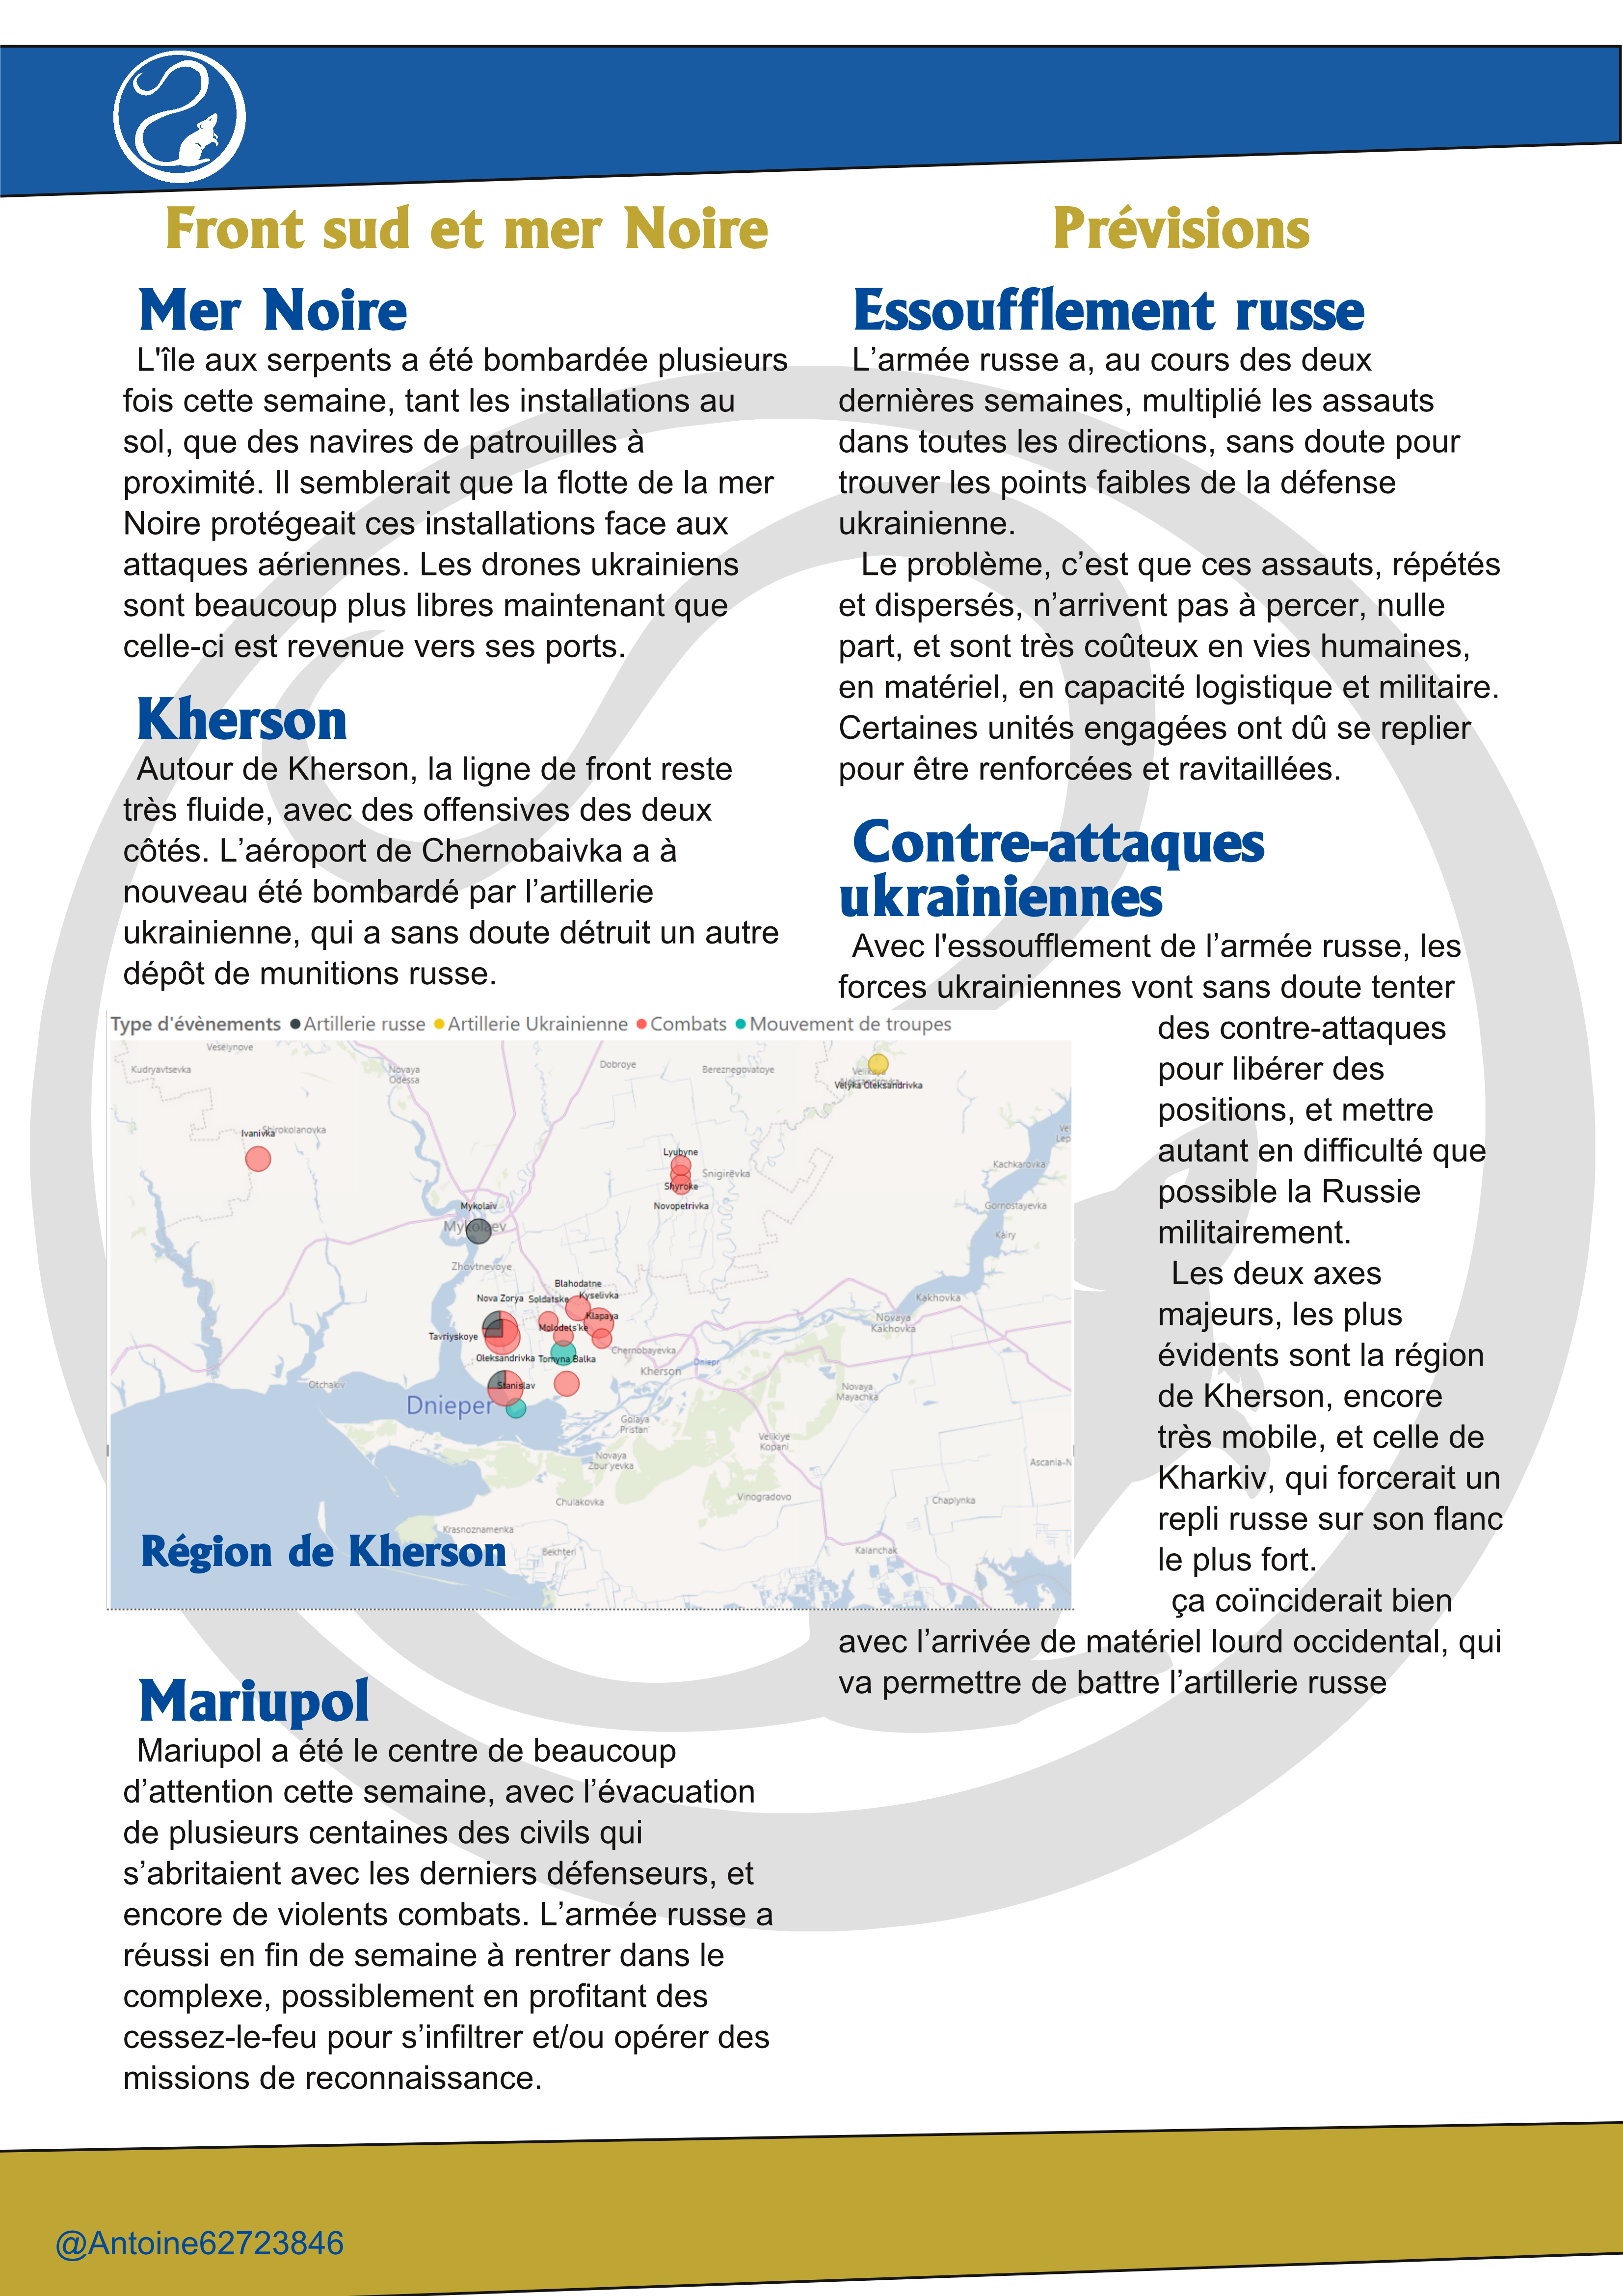 Front sud et mer Noire
Mer Noire
L'île aux serpents a été bombardée plusieurs
fois cette semaine, tant les installations au
sol, que des navires de patrouilles à
proximité. Il semblerait que la flotte de la mer
Noire protégeait ces installations face aux
attaques aériennes. Les drones ukrainiens
sont beaucoup plus libres maintenant que
celle-ci est revenue vers ses ports.
Kherson
Autour de Kherson, la ligne de front reste
très fluide, avec des offensives des deux
côtés. L’aéroport de Chernobaivka a à
nouveau été bombardé par l’artillerie
ukrainienne, qui a sans doute détruit un autre
dépôt de munitions russe.
Type d'évènements Artillerie russe Artillerie Ukrainienne Combats Mouvement de troupes
Veselynove
Kudryavtsevka
Novaya
Odessa
Dobroye
Bereznegovatoye
Velyka Oleksandrivka
Ivanivka
Shirokolanovka
Lyubyne
Snigirëvka
Shyroke
Novopetrivka
Kachkarovka
Gornostayevka
Kairy
Mykolaïv
Mykolaev
Zhovtnevoye
Blahodatne
Nova Zorya
Soldatske
Kyselivka
Klapaya
Molodets'ke
Tavriyskoye
Oleksandrivka
Tomyna Balka
Chernobayevka
Kherson
Dniepr
Kakhovka
Novaya
Kakhovka
Otchakiv
Stanislav
Dnieper
Golaya
Pristan'
Novaya
Mayachka
Velikiye
Kopani
Novaya
Zbur'yevka
Ascania-N
Chulakovka
Vinogradovo
Chaplynka
Krasnoznamenka
Bekhteri
Kalanchak
Région de Kherson
Mariupol
Mariupol a été le centre de beaucoup
d’attention cette semaine, avec l’évacuation
de plusieurs centaines des civils qui
s’abritaient avec les derniers défenseurs, et
encore de violents combats. L’armée russe a
réussi en fin de semaine à rentrer dans le
complexe, possiblement en profitant des
cessez-le-feu pour s’infiltrer et/ou opérer des
missions de reconnaissance.
Prévisions
Essoufflement russe
L’armée russe a, au cours des deux
dernières semaines, multiplié les assauts
dans toutes les directions, sans doute pour
trouver les points faibles de la défense
ukrainienne.
Le problème, c’est que ces assauts, répétés
et dispersés, n’arrivent pas à percer, nulle
part, et sont très coûteux en vies humaines,
en matériel, en capacité logistique et militaire.
Certaines unités engagées ont dû se replier
pour être renforcées et ravitaillées.
Contre-attaques
ukrainiennes
Avec l'essoufflement de l’armée russe, les
forces ukrainiennes vont sans doute tenter
des contre-attaques
pour libérer des
positions, et mettre
autant en difficulté que
possible la Russie
militairement.
Les deux axes
majeurs, les plus
évidents sont la région
de Kherson, encore
très mobile, et celle de
Kharkiv, qui forcerait un
repli russe sur son flanc
le plus fort.
ça coïnciderait bien
avec l’arrivée de matériel lourd occidental, qui
va permettre de battre l’artillerie russe
@Antoine62723846